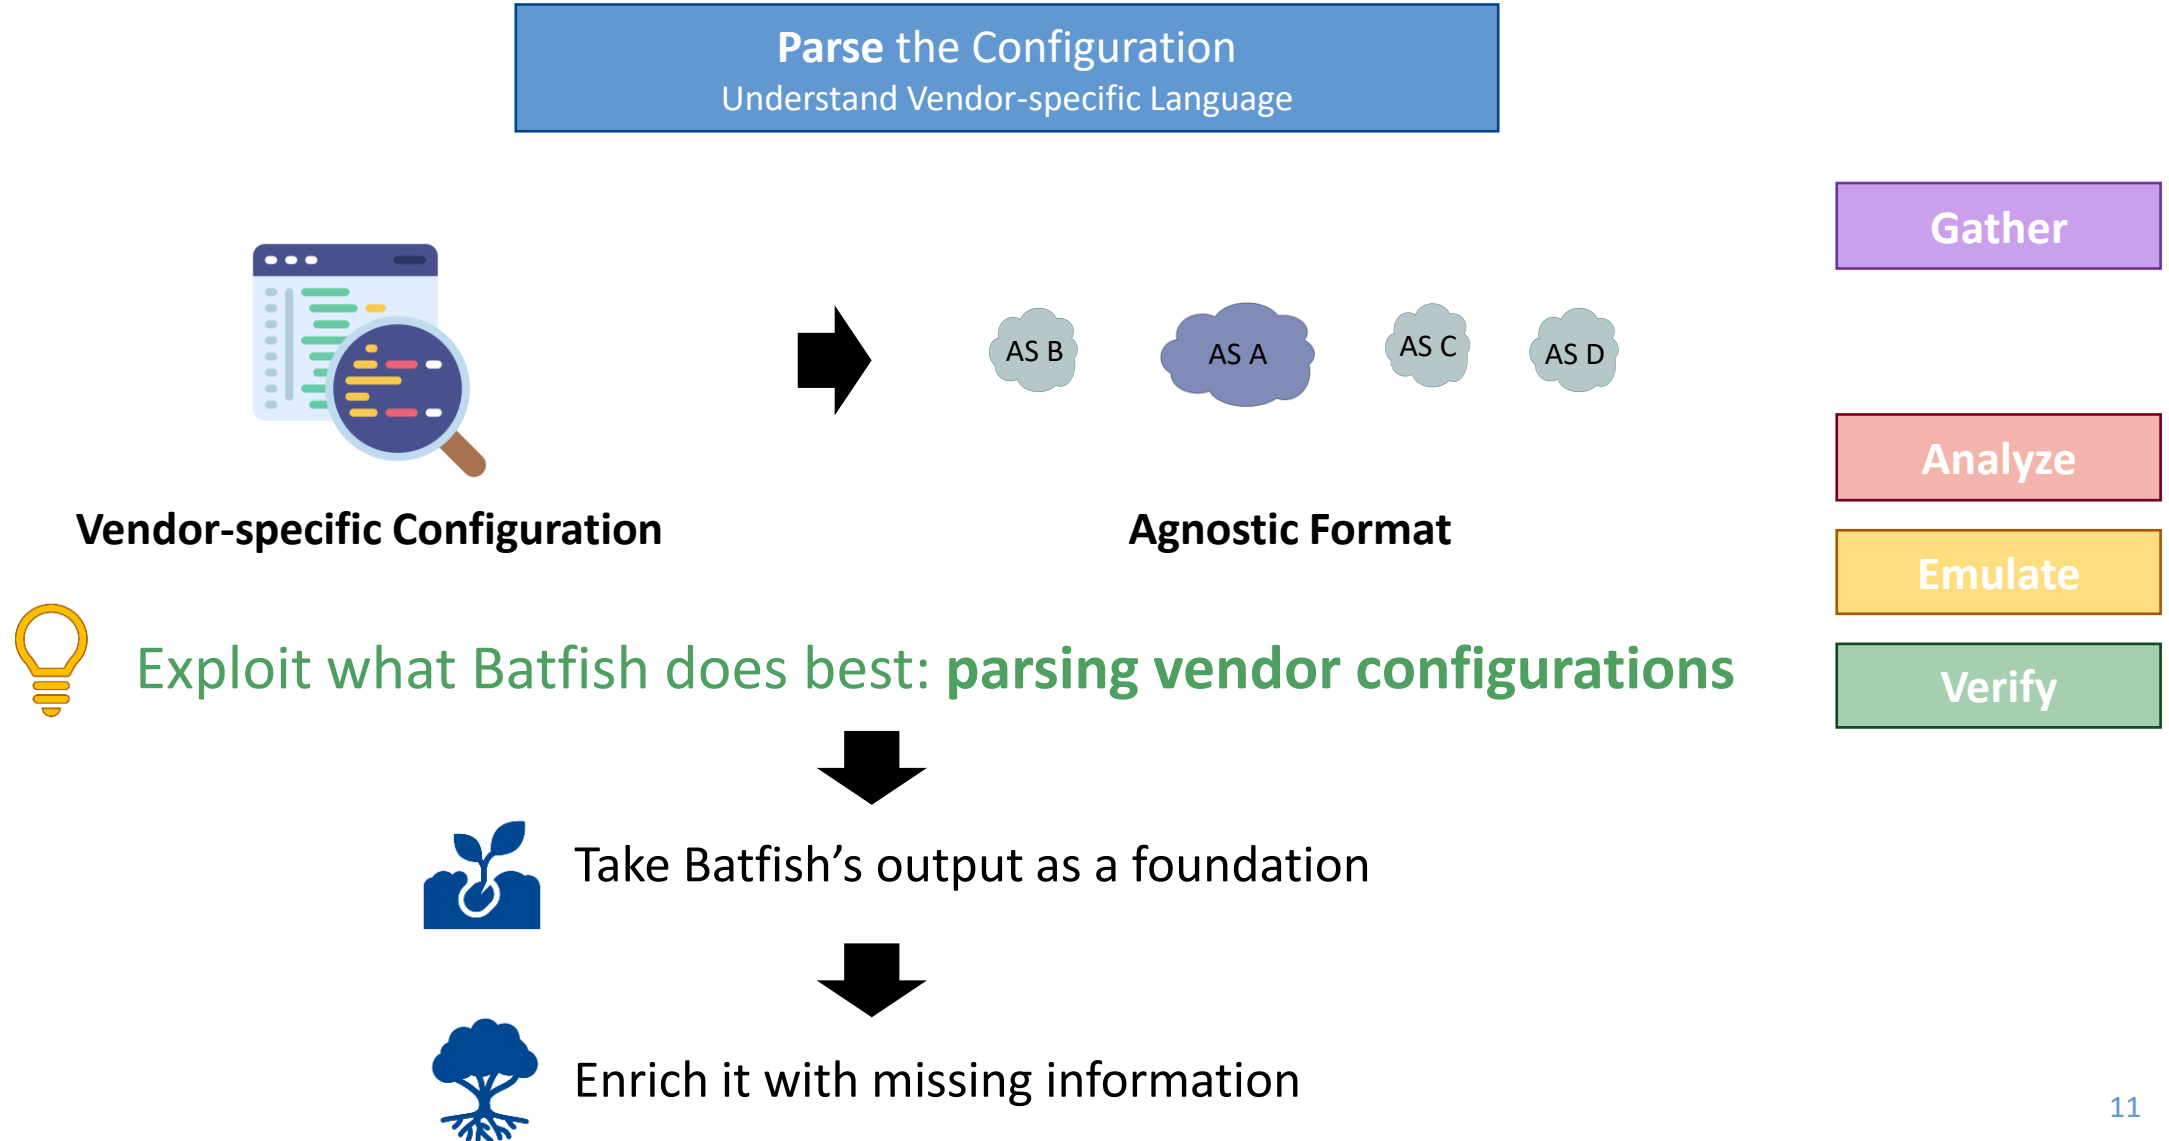 Parse the Configuration
Understand Vendor-specific Language
Gather
AS B
AS A
AS C
AS D
Analyze
Vendor-specific Configuration
Agnostic Format
Emulate
Exploit what Batfish does best: parsing vendor configurations
Verify
Take Batfish’s output as a foundation
Enrich it with missing information
11